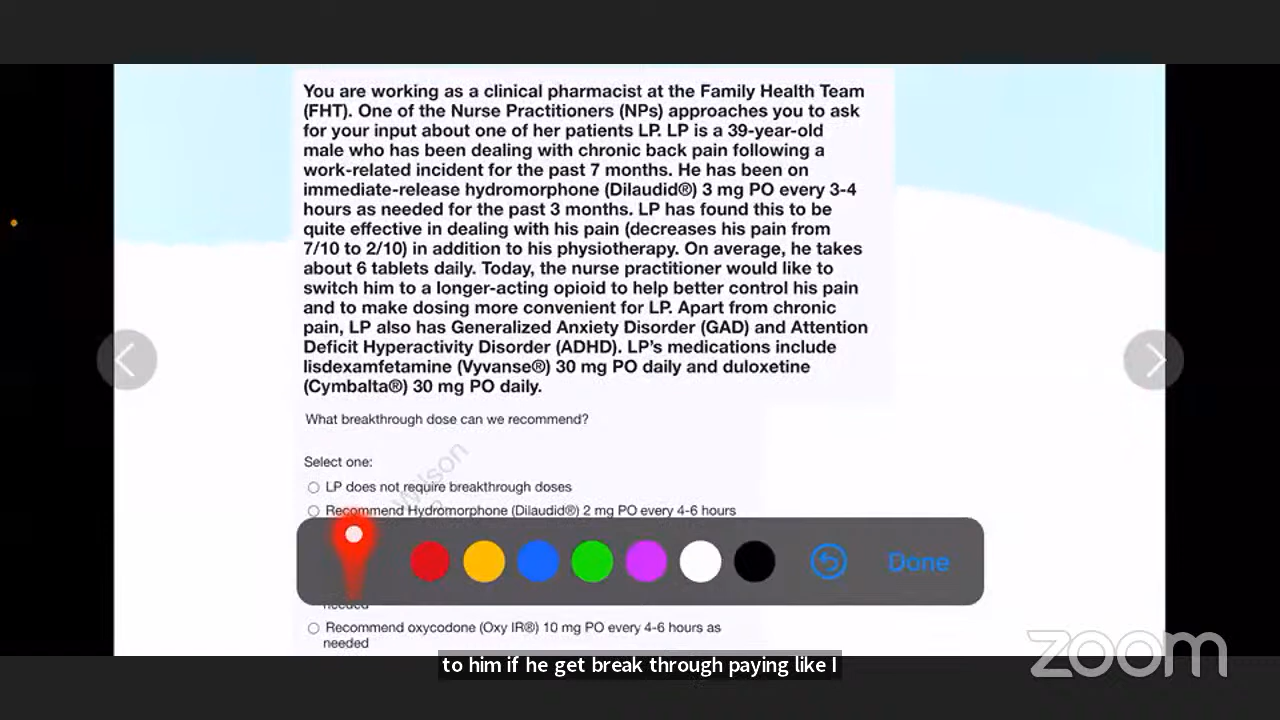 You are working as a clinical pharmacist at the Family Health Team
(FHT). One of the Nurse Practitioners (NPs) approaches you to ask
for your input about one of her patients LP. LP is a 39-year-old
male who has been dealing with chronic back pain following a
work-related incident for the past 7 months. He has been on
immediate-release hydromorphone (Dilaudid®) 3 mg PO every 3-4
hours as needed for the past 3 months. LP has found this to be
quite effective in dealing with his pain (decreases his pain from
7/10 to 2/10) in addition to his physiotherapy. On average, he takes
about 6 tablets daily. Today, the nurse practitioner would like to
switch him to a longer-acting opioid to help better control his pain
and to make dosing more convenient for LP. Apart from chronic
pain, LP also has Generalized Anxiety Disorder (GAD) and Attention
Deficit Hyperactivity Disorder (ADHD). LP's medications include
lisdexamfetamine (Vyvanse®) 30 mg PO daily and duloxetine
(Cymbalta®) 30 mg PO daily.
What breakthrough dose can we recommend?
Select one:
Wilson
LP does not require breakthrough doses
Recommend Hydromorphone (Dilaudid®) 2 mg PO every 4-6 hours
Done
needed
Recommend oxycodone (Oxy IR®) 10 mg PO every 4-6 hours as
needed
zoom
to him if he get break through paying like I